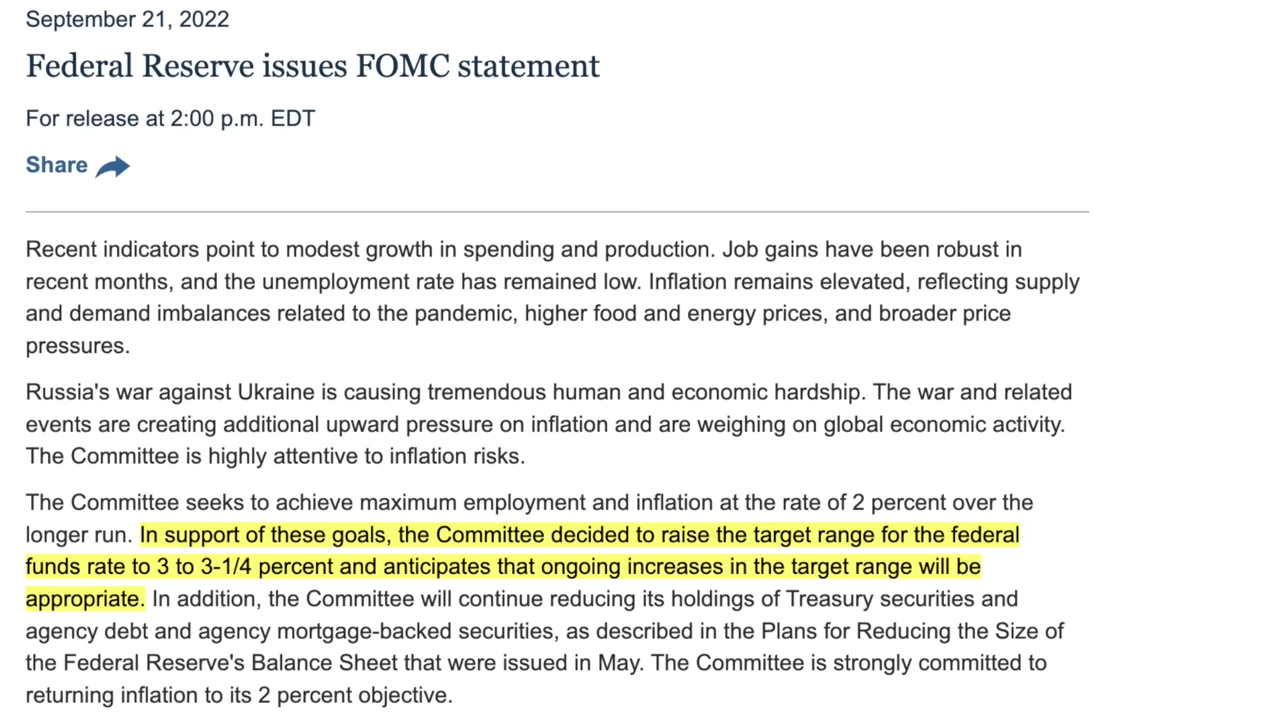 September 21, 2022
Federal Reserve issues FOMC statement
For release at 2:00 p.m. EDT
Share
Recent indicators point to modest growth in spending and production. Job gains have been robust in
recent months, and the unemployment rate has remained low. Inflation remains elevated, reflecting supply
and demand imbalances related to the pandemic, higher food and energy prices, and broader price
pressures.
Russia's war against Ukraine is causing tremendous human and economic hardship. The war and related
events are creating additional upward pressure on inflation and are weighing on global economic activity.
The Committee is highly attentive to inflation risks.
The Committee seeks to achieve maximum employment and inflation at the rate of 2 percent over the
longer run. In support of these goals, the Committee decided to raise the target range for the federal
funds rate to 3 to 3-1/4 percent and anticipates that ongoing increases in the target range will be
appropriate. In addition, the Committee will continue reducing its holdings of Treasury securities and
agency debt and agency mortgage-backed securities, as described in the Plans for Reducing the Size of
the Federal Reserve's Balance Sheet that were issued in May. The Committee is strongly committed to
returning inflation to its 2 percent objective.